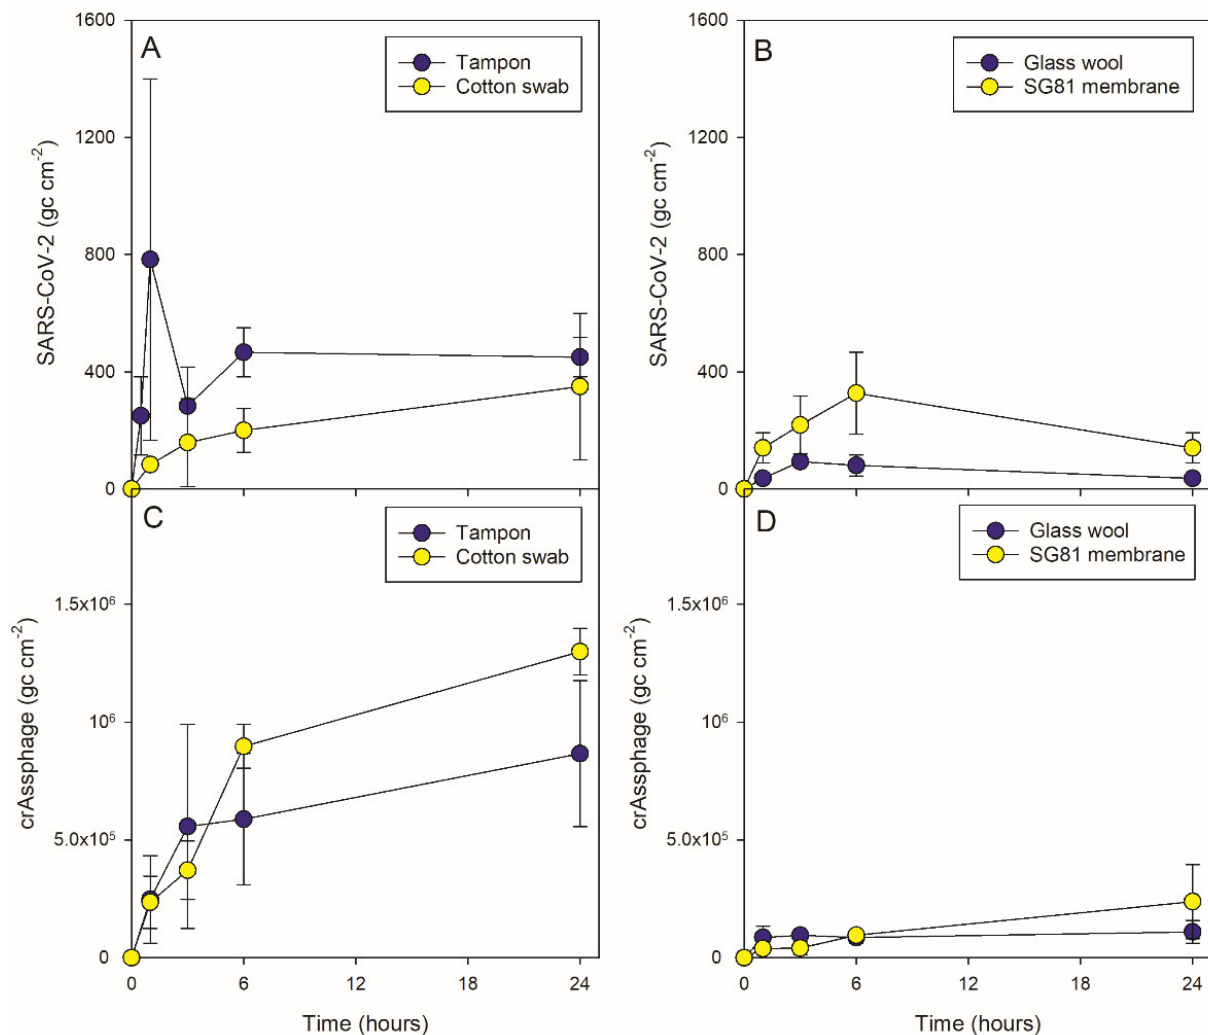 A
Tampon
Cotton swab
1600
1200
800
400
0
SARS-CoV-2 (gc cm⁻²)
B
Glass wool
SG81 membrane
1600
1200
800
400
0
SARS-CoV-2 (gc cm⁻²)
C
Tampon
Cotton swab
1.5x10⁶
10⁶
5.0x10⁵
0
crAssphage (gc cm⁻²)
0 6 12 18 24
Time (hours)
D
Glass wool
SG81 membrane
1.5x10⁶
10⁶
5.0x10⁵
0
crAssphage (gc cm⁻²)
0 6 12 18 24
Time (hours)